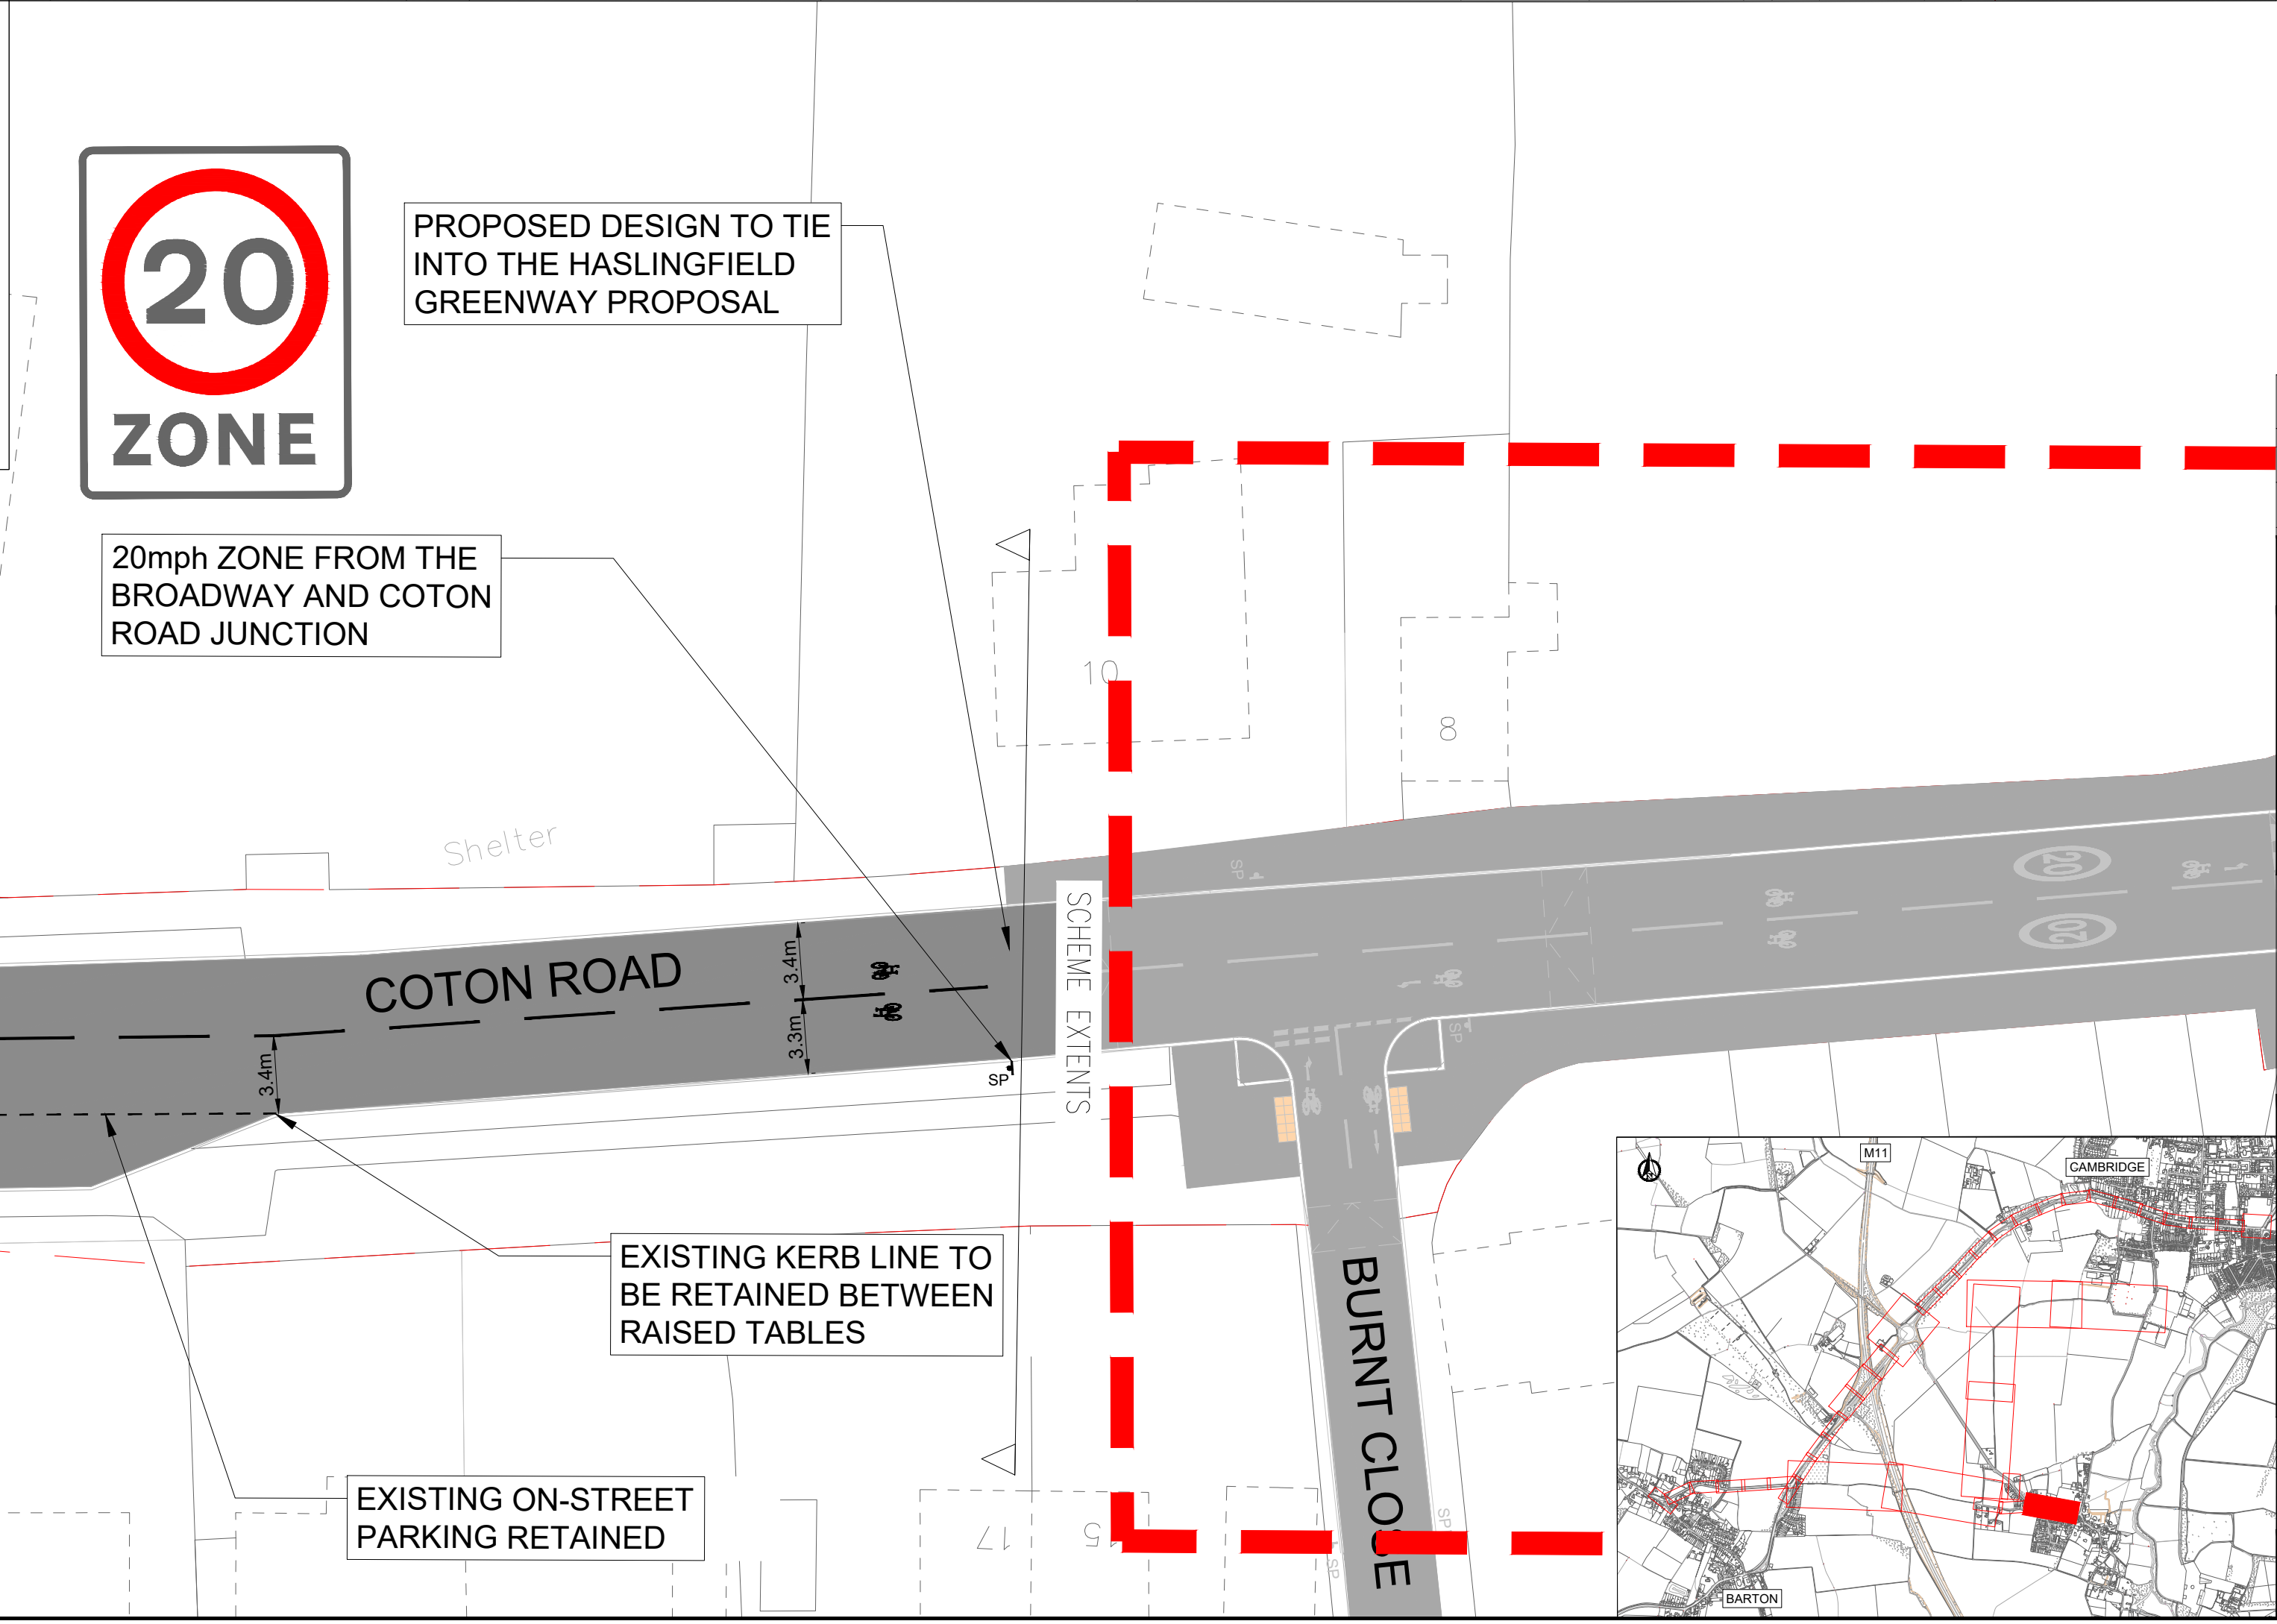 20
ZONE
PROPOSED DESIGN TO TIE
INTO THE HASLINGFIELD
GREENWAY PROPOSAL
20mph ZONE FROM THE
BROADWAY AND COTON
ROAD JUNCTION
10
8
Shelter
COTON ROAD
3.4m
3.3m
3.4m
SP
SCHEME EXTENTS
SP
20
20
SP
K
EXISTING KERB LINE TO
BE RETAINED BETWEEN
RAISED TABLES
EXISTING ON-STREET
PARKING RETAINED
17
15
BURNT CLOSE
SP
SP
M11
CAMBRIDGE
BARTON